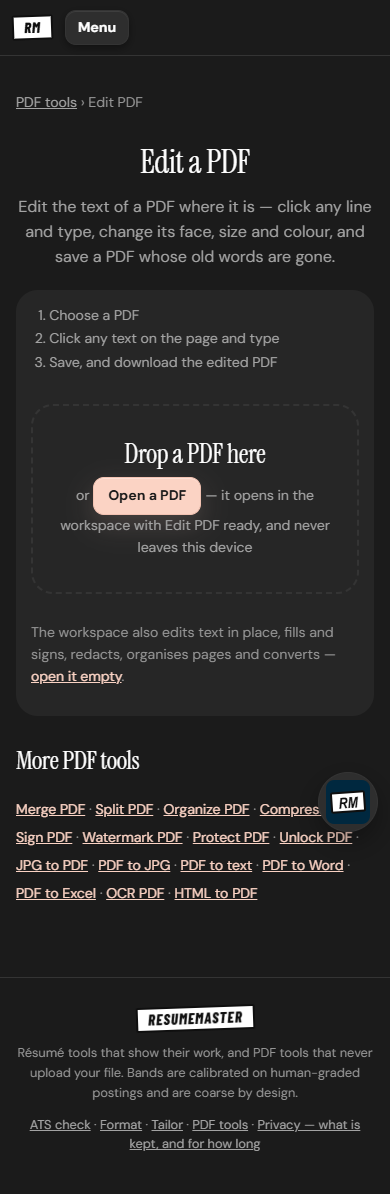 RM
Menu
PDF tools › Edit PDF
Edit a PDF
Edit the text of a PDF where it is — click any line
and type, change its face, size and colour, and
save a PDF whose old words are gone.
1. Choose a PDF
2. Click any text on the page and type
3. Save, and download the edited PDF
Drop a PDF here
or Open a PDF — it opens in the
workspace with Edit PDF ready, and never
leaves this device
The workspace also edits text in place, fills and
signs, redacts, organises pages and converts —
open it empty.
More PDF tools
Merge PDF · Split PDF · Organize PDF ·
RM
Sign PDF · Watermark PDF · Protect PDF · Unlock PDF ·
JPG to PDF · PDF to JPG · PDF to text · PDF to Word ·
PDF to Excel · OCR PDF · HTML to PDF
RESUMEMASTER
Résumé tools that show their work, and PDF tools that never
upload your file. Bands are calibrated on human-graded
postings and are coarse by design.
ATS check · Format · Tailor · PDF tools · Privacy — what is
kept, and for how long